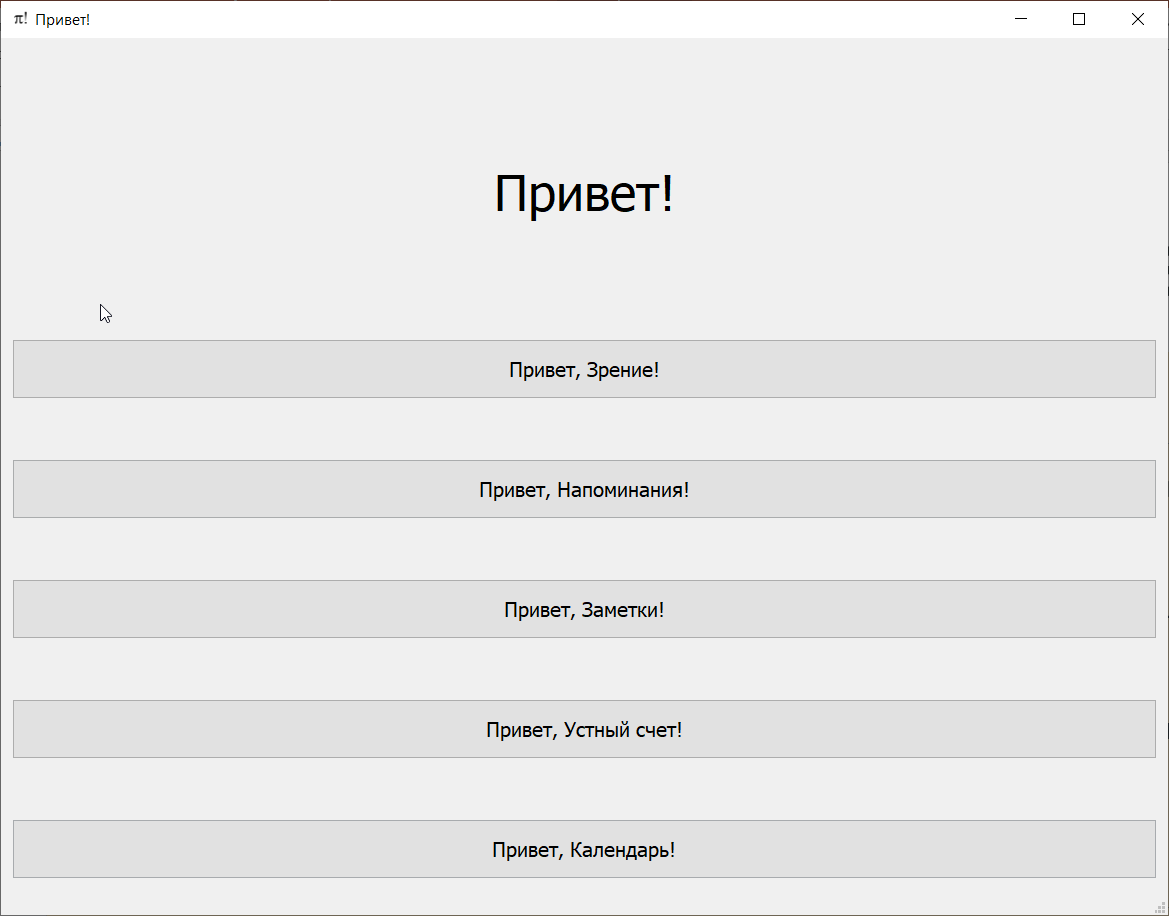 π! Привет!
Привет!
Привет, Зрение!
Привет, Напоминания!
Привет, Заметки!
Привет, Устный счет!
Привет, Календарь!